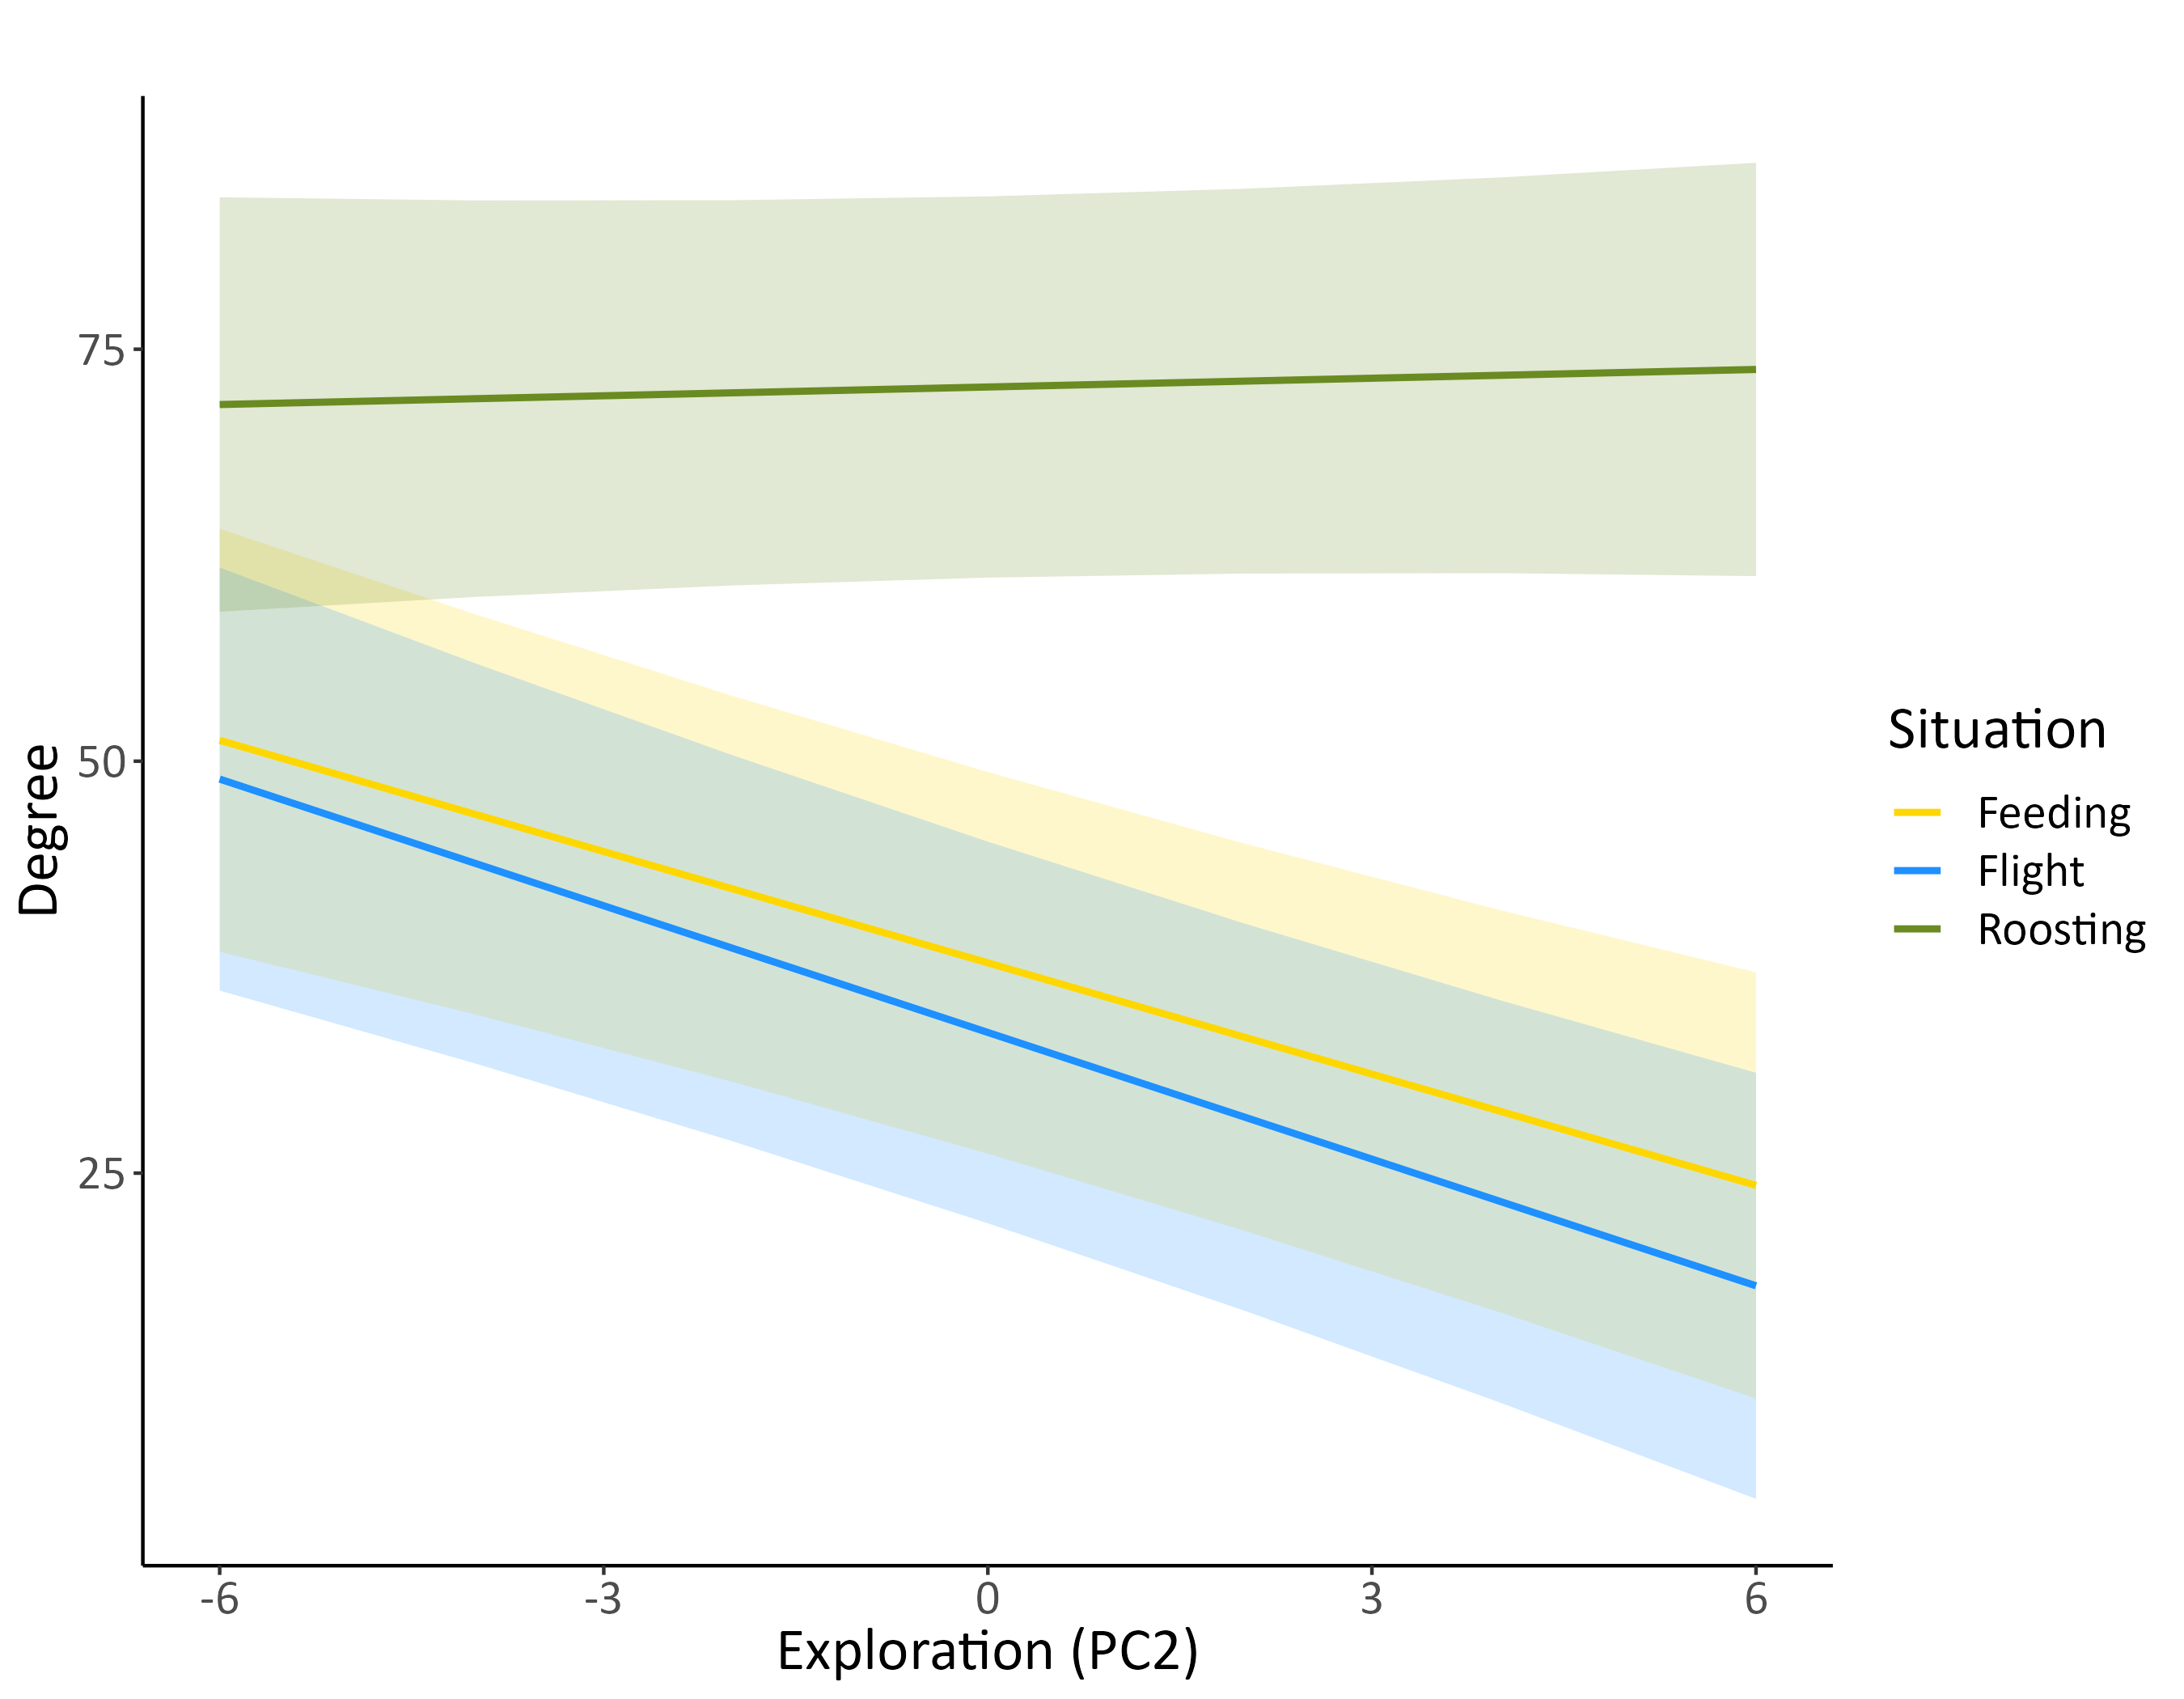 75
50
25
Degree
-6
-3
0
3
6
Exploration (PC2)
Situation
Feeding
Flight
Roosting